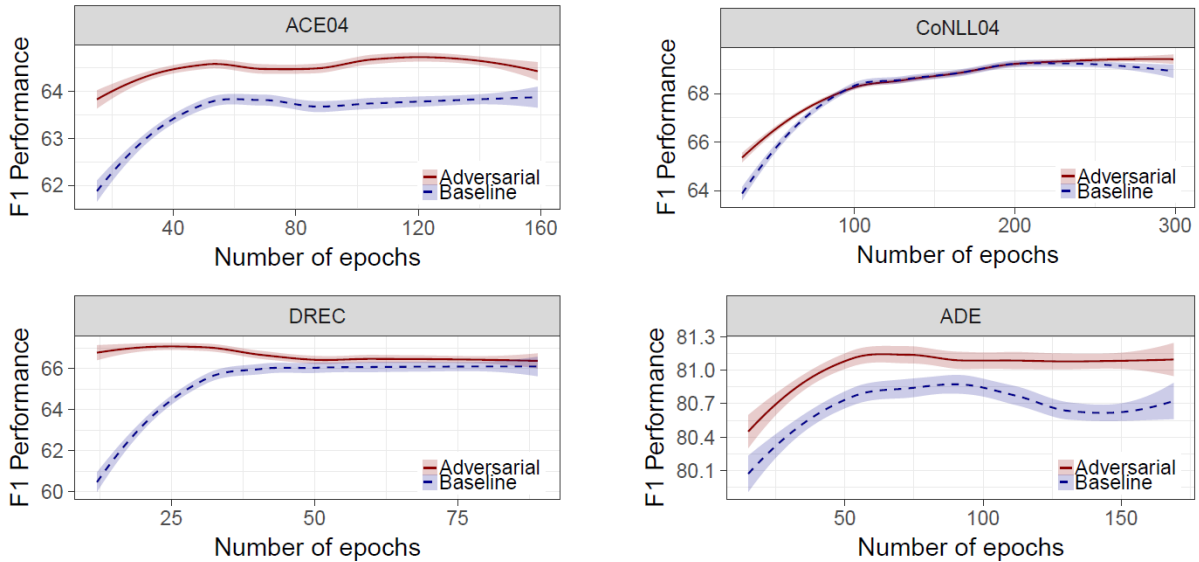 ACE04
F1 Performance
64
63
62
Adversarial
Baseline
40
80
120
160
Number of epochs
CoNLL04
F1 Performance
68
66
64
Adversarial
Baseline
100
200
300
Number of epochs
DREC
F1 Performance
66
64
62
60
Adversarial
Baseline
25
50
75
Number of epochs
ADE
F1 Performance
81.3
81.0
80.7
80.4
80.1
Adversarial
Baseline
50
100
150
Number of epochs